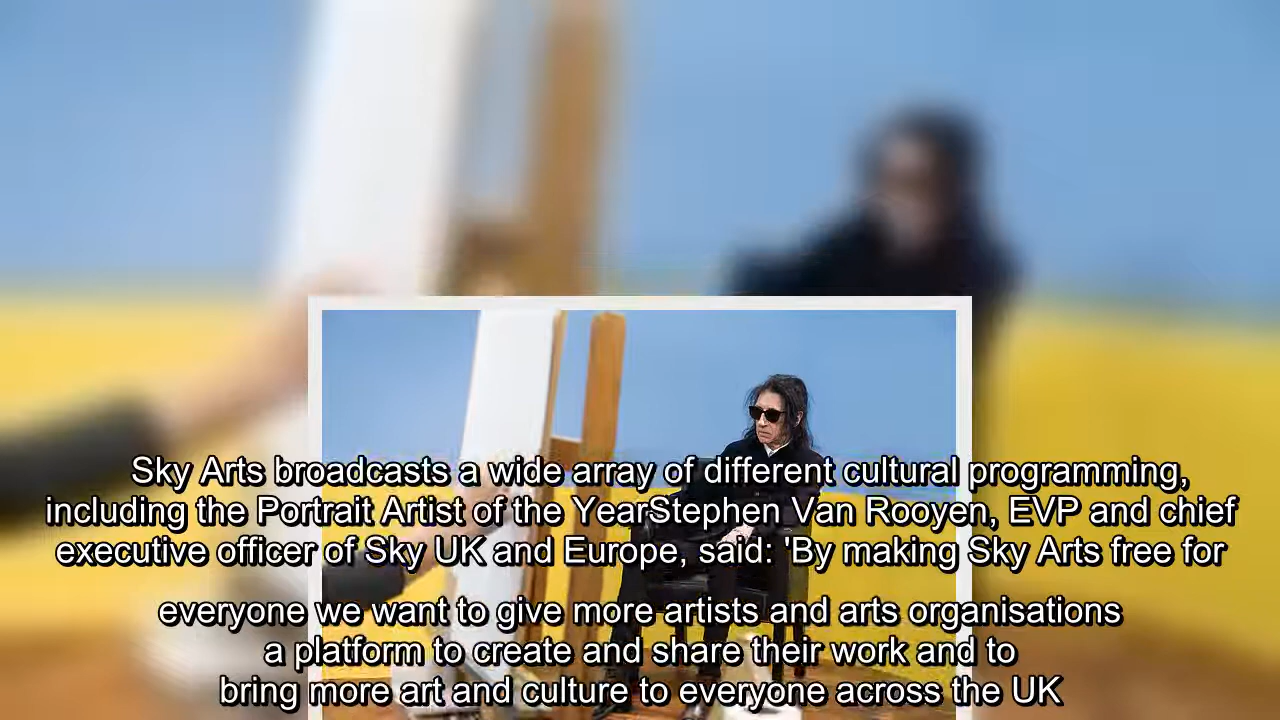 Sky Arts broadcasts a wide array of different cultural programming,
including the Portrait Artist of the YearStephen Van Rooyen, EVP and chief
executive officer of Sky UK and Europe, said: 'By making Sky Arts free for
everyone we want to give more artists and arts organisations
a platform to create and share their work and to
bring more art and culture to everyone across the UK